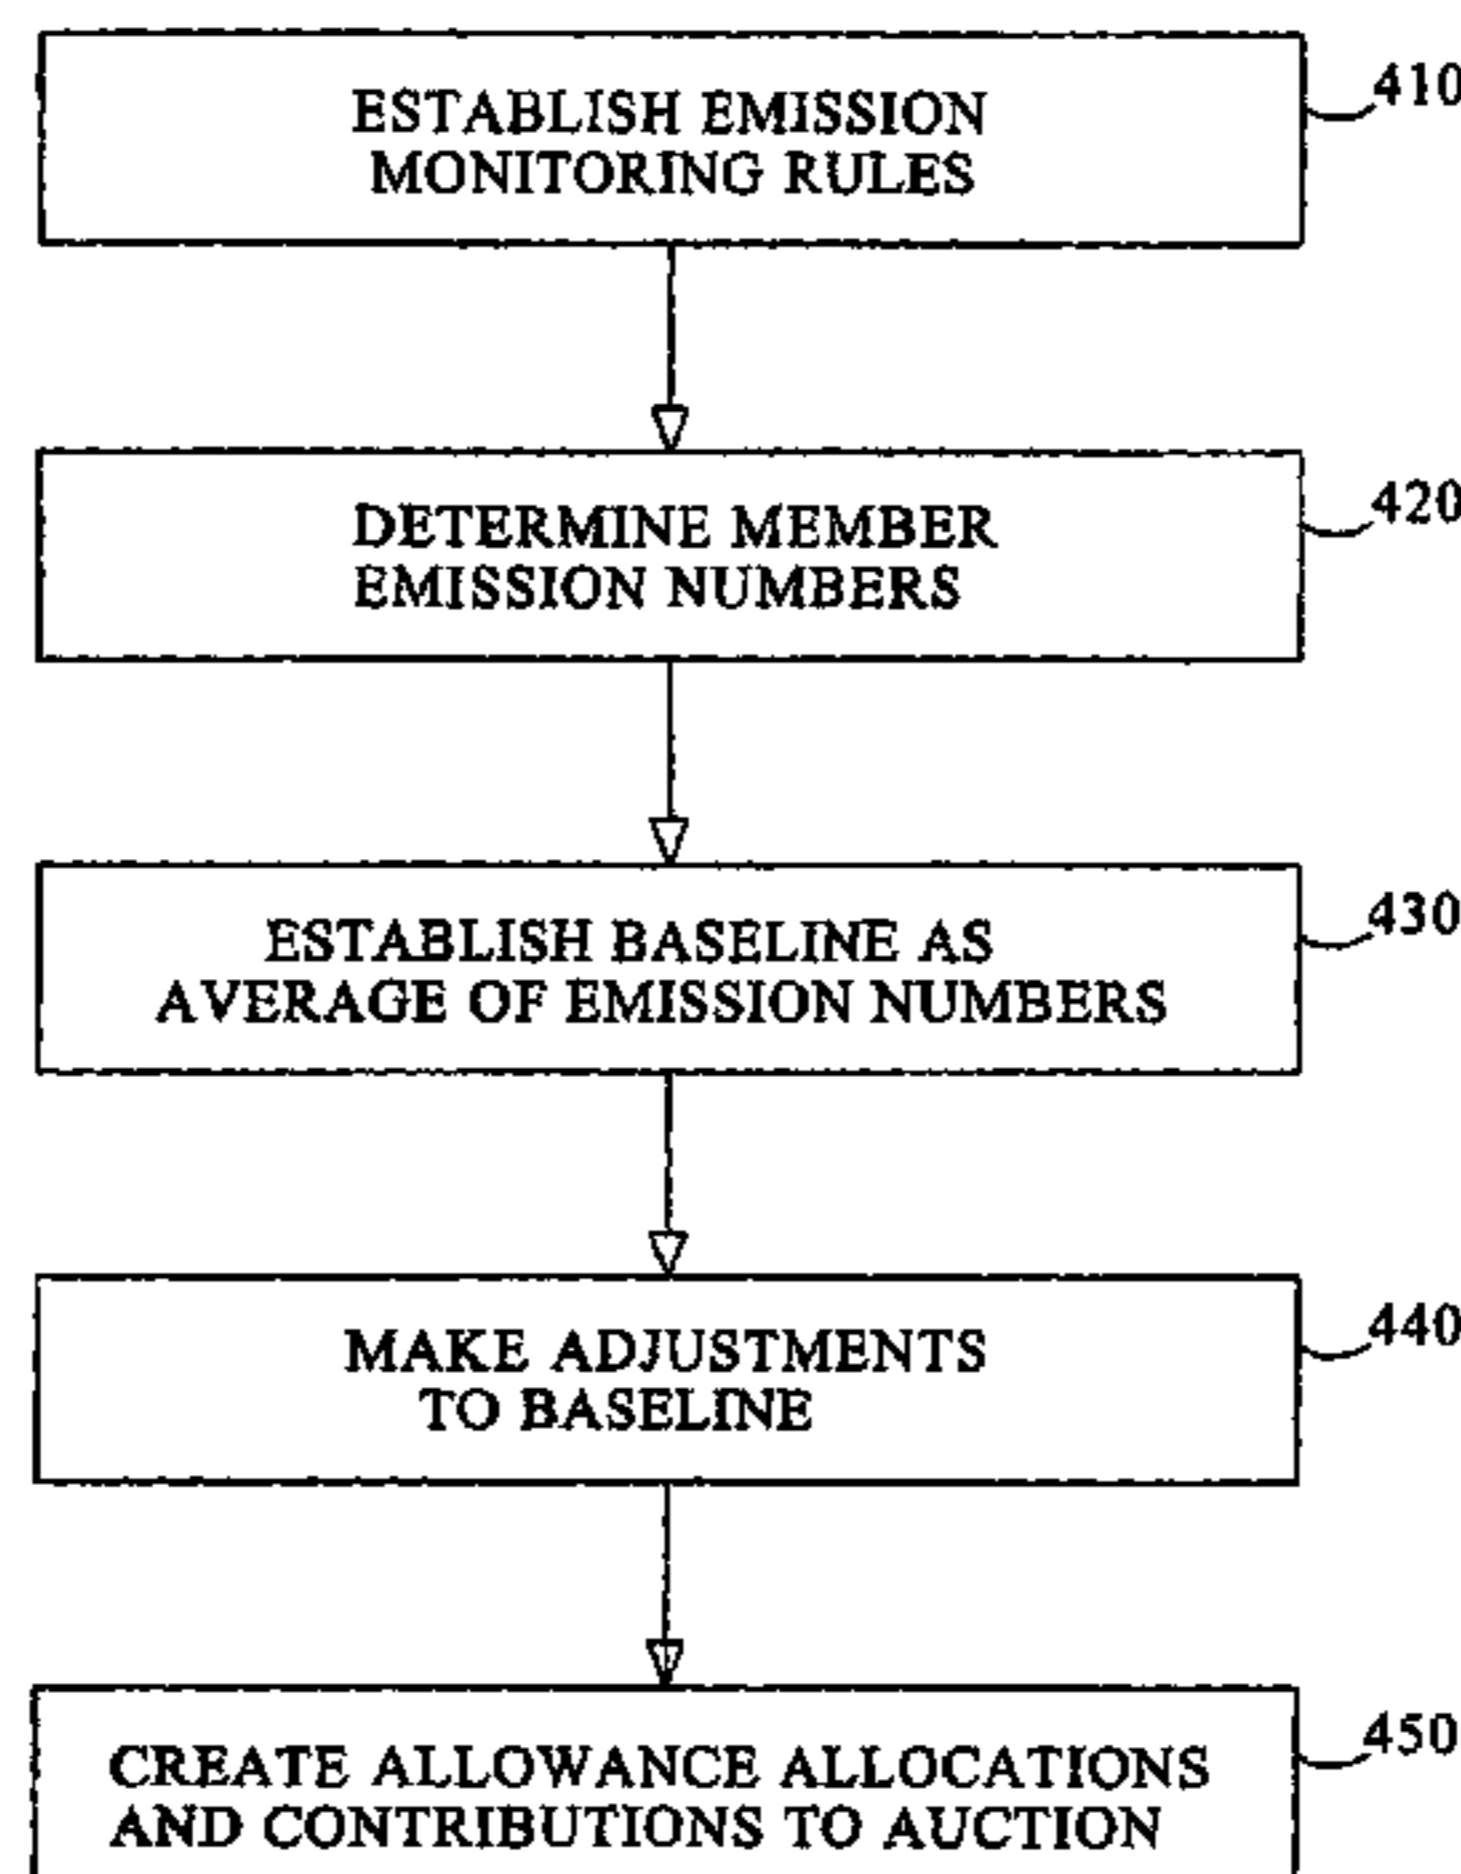 410
ESTABLISH EMISSION
MONITORING RULES
420
DETERMINE MEMBER
EMISSION NUMBERS
430
ESTABLISH BASELINE AS
AVERAGE OF EMISSION NUMBERS
440
MAKE ADJUSTMENTS
TO BASELINE
450
CREATE ALLOWANCE ALLOCATIONS
AND CONTRIBUTIONS TO AUCTION